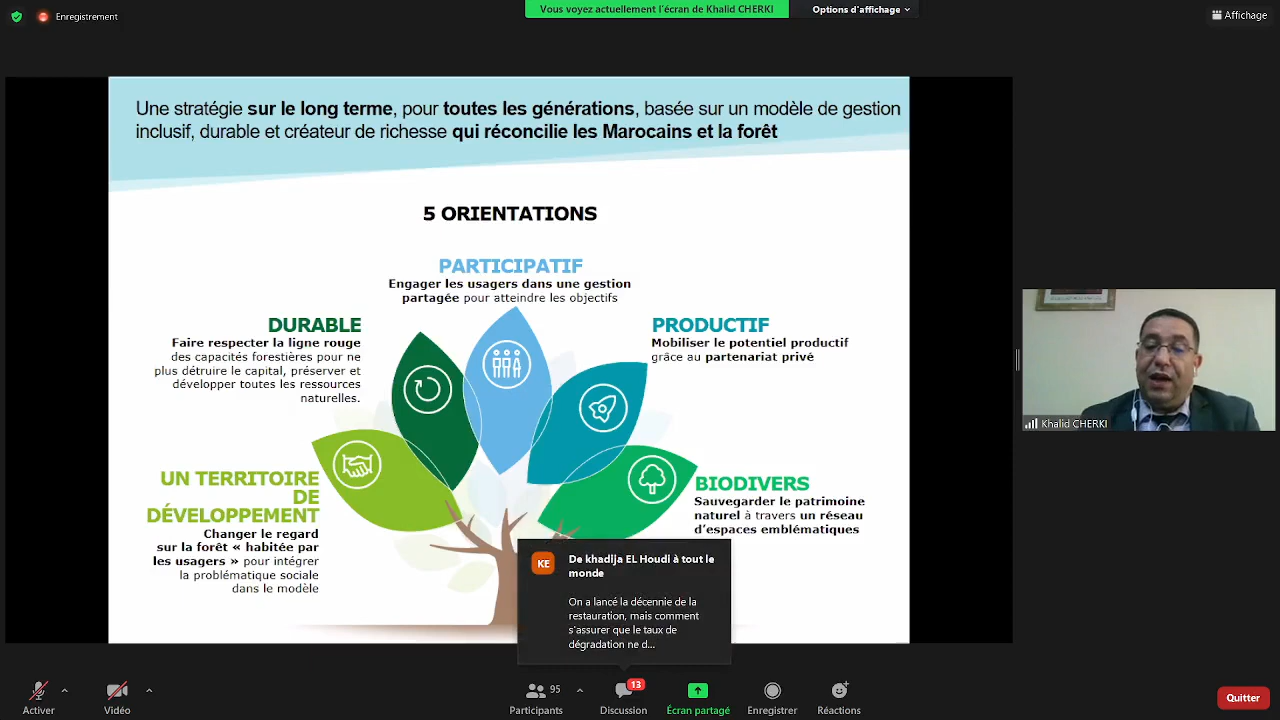 Enregistrement
Vous voyez actuellement l'écran de Khalid CHERKI
Options d'affichage
Affichage
Une stratégie sur le long terme, pour toutes les générations, basée sur un modèle de gestion
inclusif, durable et créateur de richesse qui réconcilie les Marocains et la forêt
5 ORIENTATIONS
PARTICIPATIF
Engager les usagers dans une gestion
partagée pour atteindre les objectifs
DURABLE
Faire respecter la ligne rouge
des capacités forestières pour ne
plus détruire le capital, préserver et
développer toutes les ressources
naturelles.
PRODUCTIF
Mobiliser le potentiel productif
grâce au partenariat privé
UN TERRITOIRE
DE
DÉVELOPPEMENT
Changer le regard
sur la forêt « habitée par
les usagers » pour intégrer
la problématique sociale
dans le modèle
BIODIVERS
Sauvegarder le patrimoine
naturel à travers un réseau
d'espaces emblématiques
Khalid CHERKI
KE
De khadija EL Houdi à tout le
monde
On a lancé la décennie de la
restauration, mais comment
s'assurer que le taux de
dégradation ne d...
Activer
Vidéo
95
Participants
13
Discussion
Écran partagé
Enregistrer
Réactions
Quitter